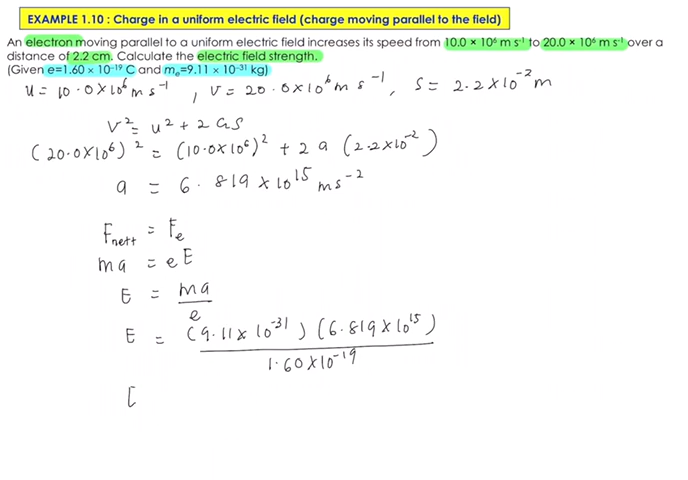 EXAMPLE 1.10 : Charge in a uniform electric field (charge moving parallel to the field)
An electron moving parallel to a uniform electric field increases its speed from 10.0 × 10⁶ m s⁻¹ to 20.0 × 10⁶ m s⁻¹ over a
distance of 2.2 cm. Calculate the electric field strength.
(Given e=1.60 × 10⁻¹⁹ C and mₑ=9.11 × 10⁻³¹ kg)
u = 10.0 × 10⁶ m s⁻¹ , v = 20.0 × 10⁶ m s⁻¹ , s = 2.2 × 10⁻² m
v² = u² + 2as
(20.0 × 10⁶)² = (10.0 × 10⁶)² + 2a (2.2 × 10⁻²)
a = 6.819 × 10¹⁵ ms⁻²
Fnett = Fe
ma = eE
E = ma
e
E = (9.11 × 10⁻³¹) (6.819 × 10¹⁵)
1.60 × 10⁻¹⁹